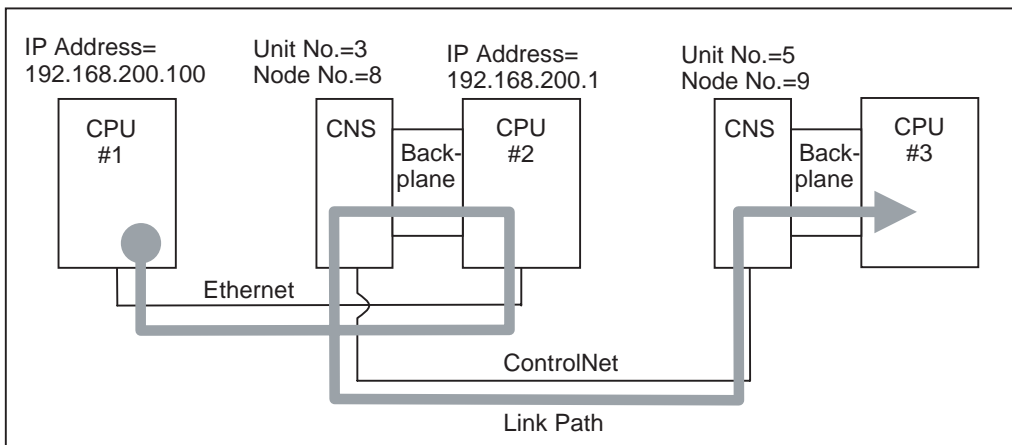 IP Address=
192.168.200.100
Unit No.=3
Node No.=8
IP Address=
192.168.200.1
Unit No.=5
Node No.=9
CPU
#1
CNS
Back-
plane
CPU
#2
CNS
Back-
plane
CPU
#3
Ethernet
ControlNet
Link Path